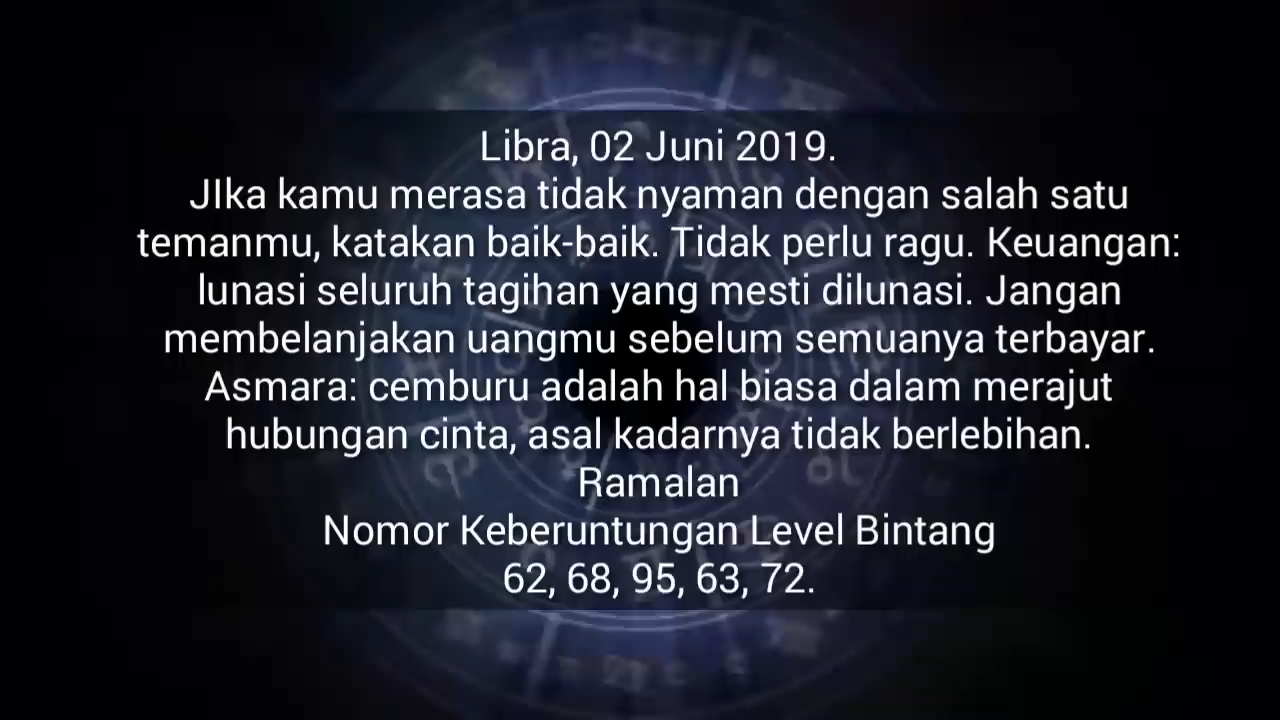 Libra, 02 Juni 2019.
JIka kamu merasa tidak nyaman dengan salah satu
temanmu, katakan baik-baik. Tidak perlu ragu. Keuangan:
lunasi seluruh tagihan yang mesti dilunasi. Jangan
membelanjakan uangmu sebelum semuanya terbayar.
Asmara: cemburu adalah hal biasa dalam merajut
hubungan cinta, asal kadarnya tidak berlebihan.
Ramalan
Nomor Keberuntungan Level Bintang
62, 68, 95, 63, 72.